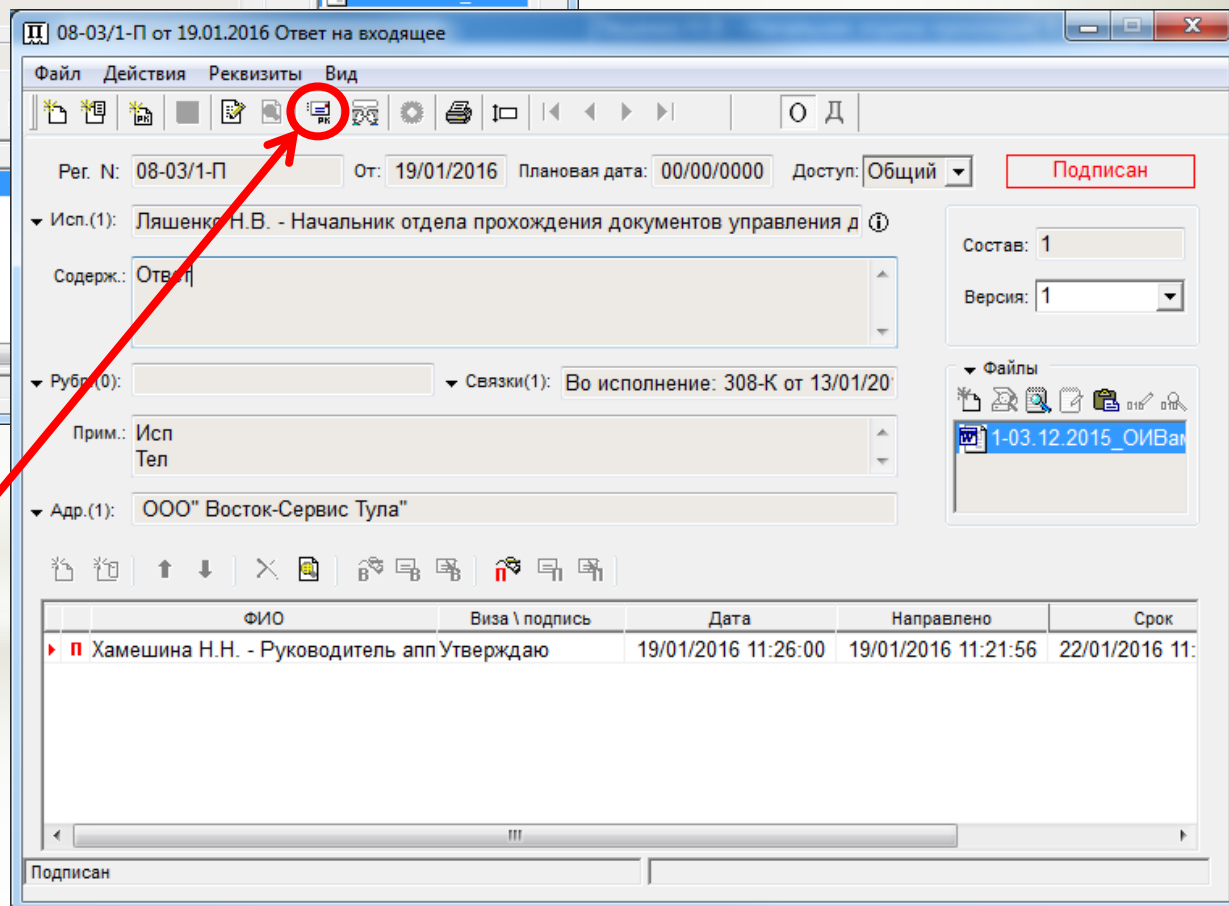 08-03/1-П от 19.01.2016 Ответ на входящее
Файл Действия Реквизиты Вид
РК РК О Д
Рег. N: 08-03/1-П От: 19/01/2016 Плановая дата: 00/00/0000 Доступ: Общий Подписан
Исп.(1): Ляшенко Н.В. - Начальник отдела прохождения документов управления д
Состав: 1
Содерж.: Ответ
Версия: 1
Рубр.(0): Связки(1): Во исполнение: 308-К от 13/01/20
Файлы
Прим.: Исп
Тел
1-03.12.2015_ОИВам
Адр.(1): ООО" Восток-Сервис Тула"
В В В П П П
ФИО Виза \ подпись Дата Направлено Срок
П Хамешина Н.Н. - Руководитель апп Утверждаю 19/01/2016 11:26:00 19/01/2016 11:21:56 22/01/2016 11:
Подписан